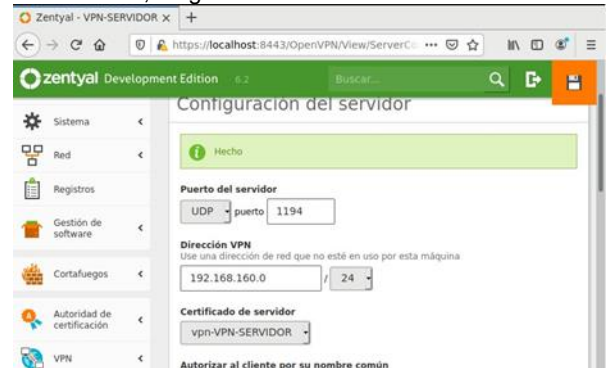 Zentyal - VPN-SERVIDOR ×
https://localhost:8443/OpenVPN/View/ServerCo
zentyal Development Edition 6.2 Buscar...
Configuración del servidor
Sistema
Hecho
Red
Registros
Puerto del servidor
UDP puerto 1194
Gestión de
software
Dirección VPN
Use una dirección de red que no esté en uso por esta máquina
192.168.160.0 / 24
Cortafuegos
Autoridad de
certificación
Certificado de servidor
vpn-VPN-SERVIDOR
VPN
Autorizar al cliente por su nombre común